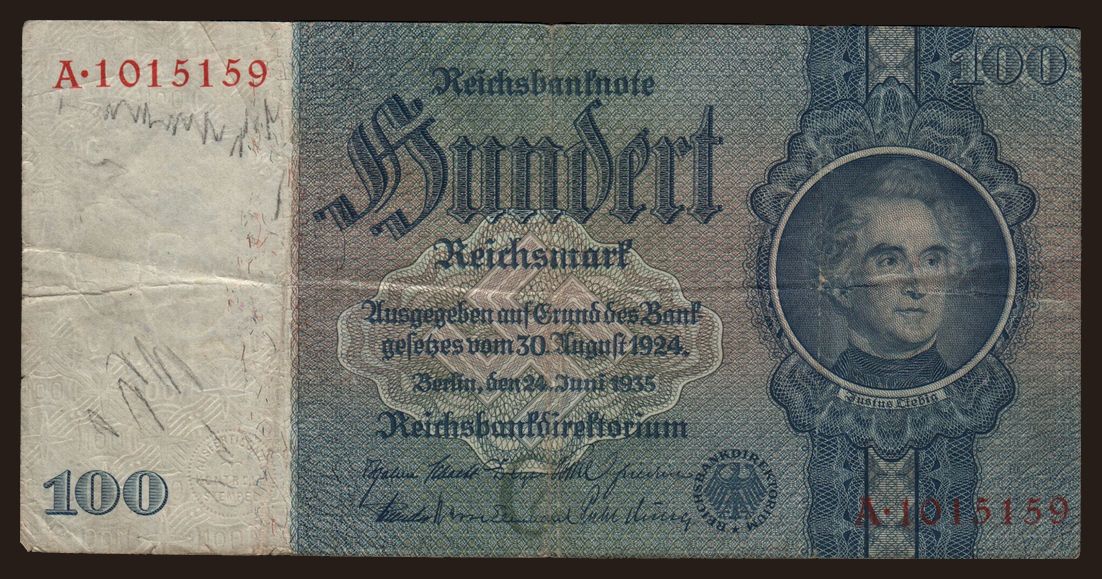 A·1015159
100
Reichsbanknote
Hundert
Reichsmark
Ausgegeben auf Grund des Bank
gesetzes vom 30. August 1924.
Berlin, den 24. Juni 1935
Reichsbankdirektorium
Justus Liebig
REICHSBANKDIREKTORIUM
100
A·1015159